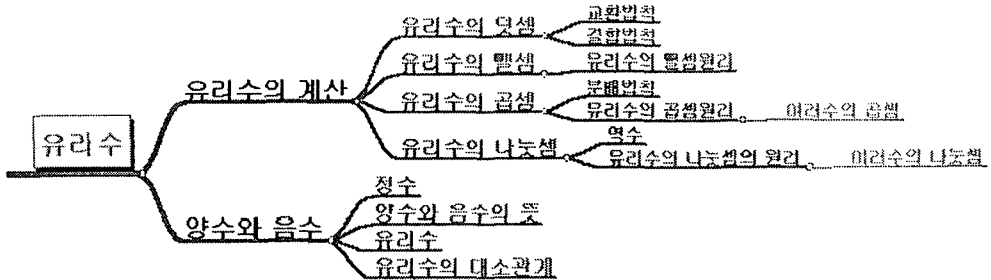 유리수
유리수의 계산
유리수의 덧셈
교환법칙
결합법칙
유리수의 뺄셈
유리수의 뺄셈원리
유리수의 곱셈
분배법칙
유리수의 곱셈원리
여러수의 곱셈
유리수의 나눗셈
역수
유리수의 나눗셈의 원리
여러수의 나눗셈
양수와 음수
정수
양수와 음수의 뜻
유리수
유리수의 대소관계